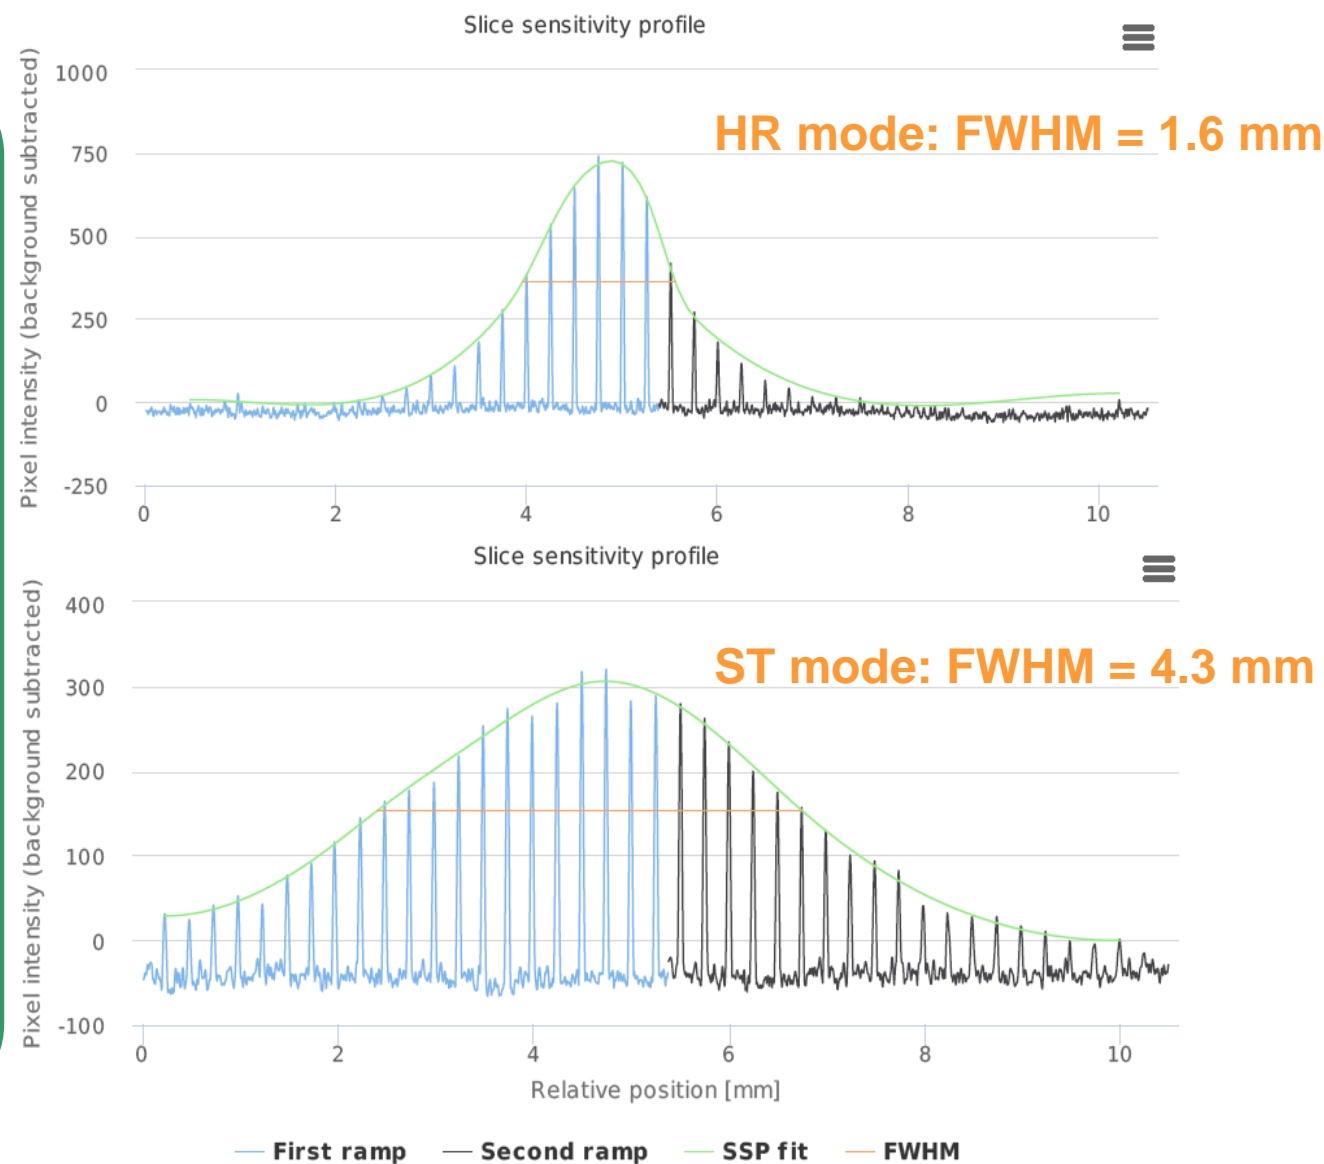 Slice sensitivity profile
Pixel intensity (background subtracted)
1000
750
500
250
0
-250
HR mode: FWHM = 1.6 mm
0 2 4 6 8 10
Slice sensitivity profile
Pixel intensity (background subtracted)
400
300
200
100
0
-100
ST mode: FWHM = 4.3 mm
0 2 4 6 8 10
Relative position [mm]
First ramp Second ramp SSP fit FWHM